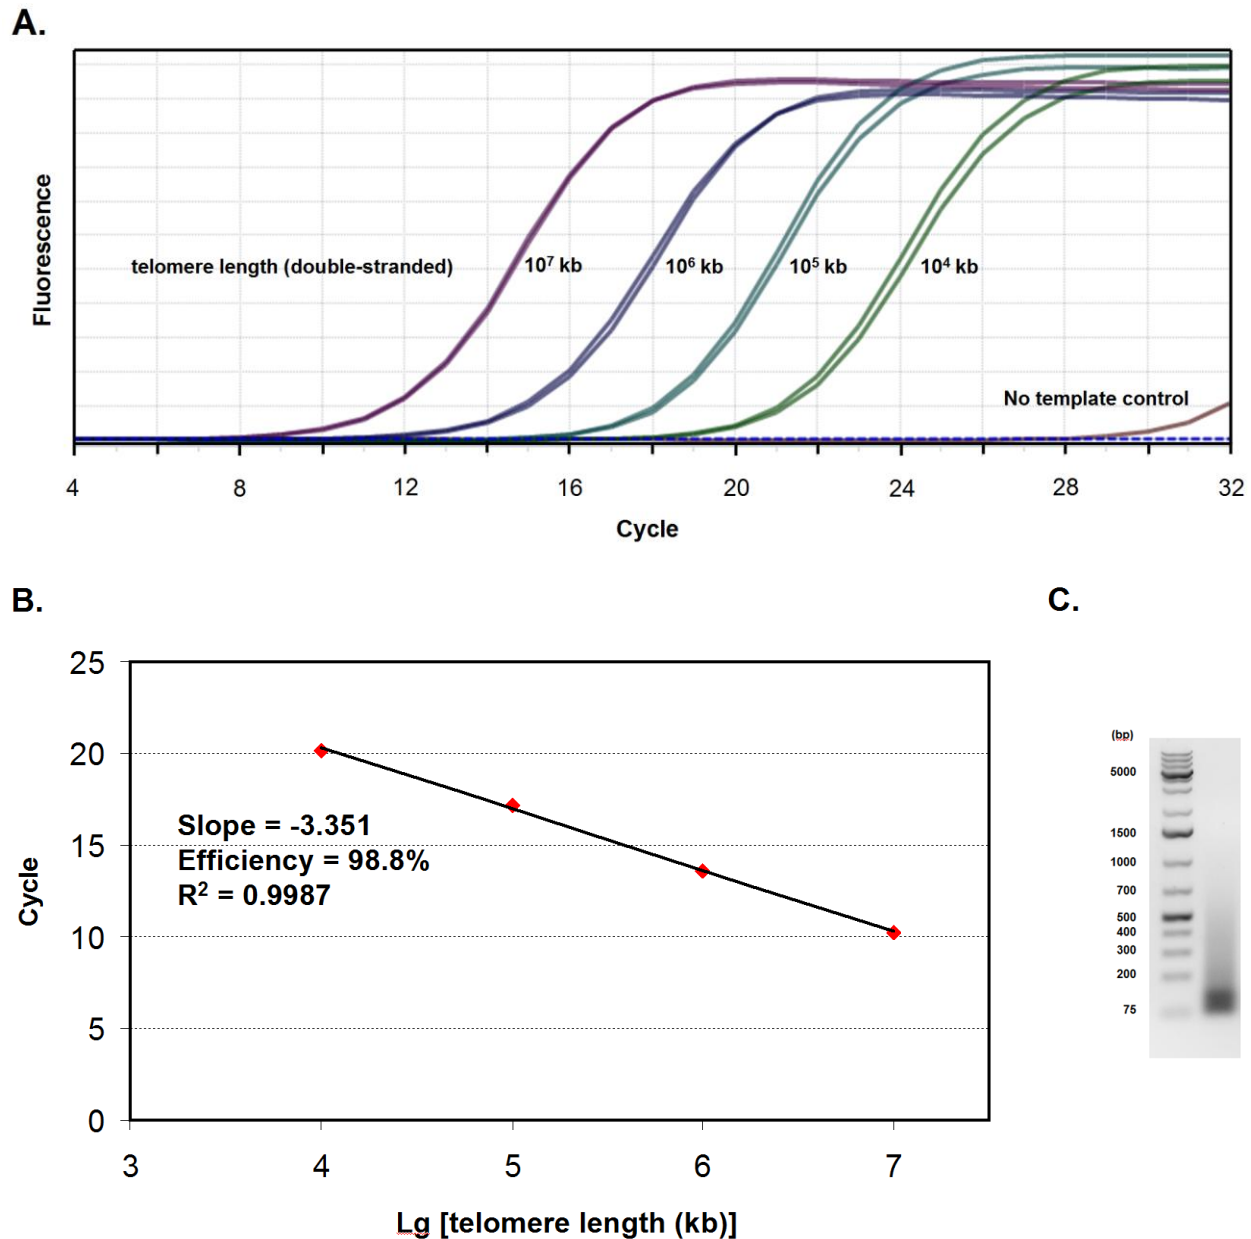 A.
Fluorescence
telomere length (double-stranded)
10⁷ kb
10⁶ kb
10⁵ kb
10⁴ kb
No template control
4 8 12 16 20 24 28 32
Cycle
B.
25
20
15
10
5
0
Cycle
Slope = -3.351
Efficiency = 98.8%
R² = 0.9987
3 4 5 6 7
Lg [telomere length (kb)]
C.
(bp)
5000
1500
1000
700
500
400
300
200
75